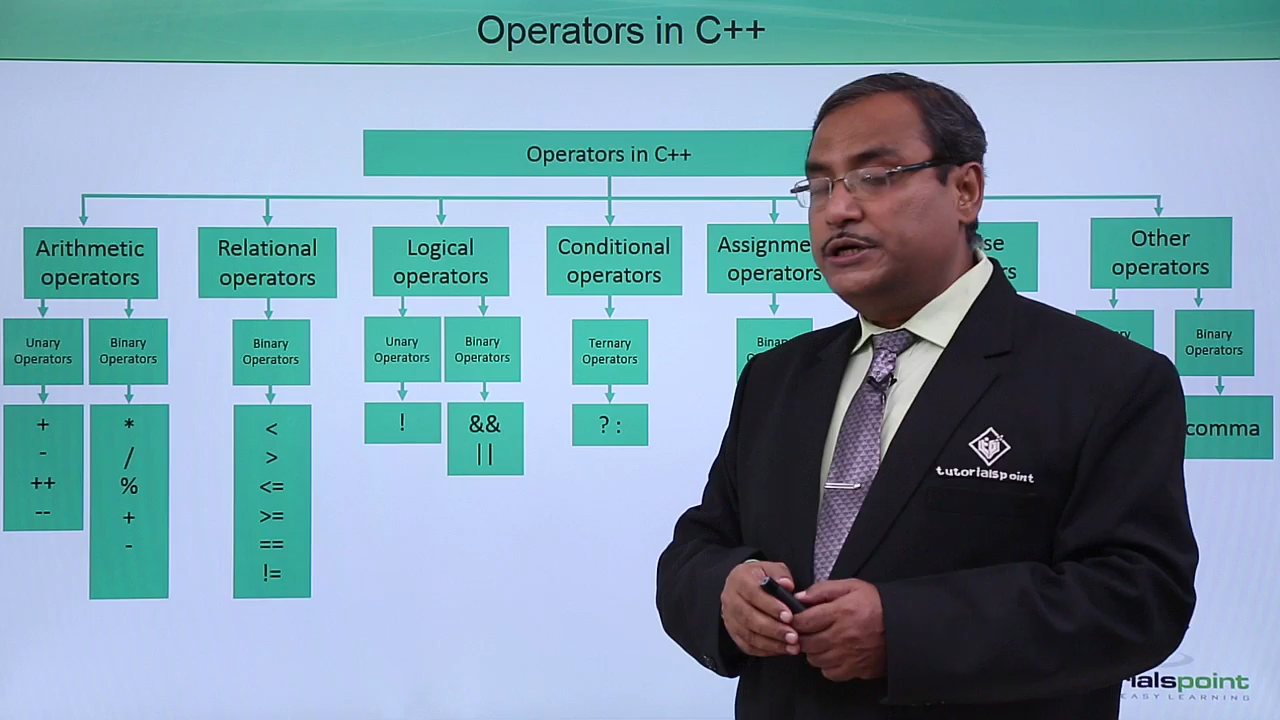 Operators in C++
Operators in C++
Arithmetic
operators
Relational
operators
Logical
operators
Conditional
operators
operators
Other
operators
Unary
Operators
Binary
Operators
Binary
Operators
Unary
Operators
Binary
Operators
Ternary
Operators
Binary
Operators
+
-
++
--
*
/
%
+
-
<
>
<=
>=
==
!=
!
&&
||
? :
comma
tutorialspoint